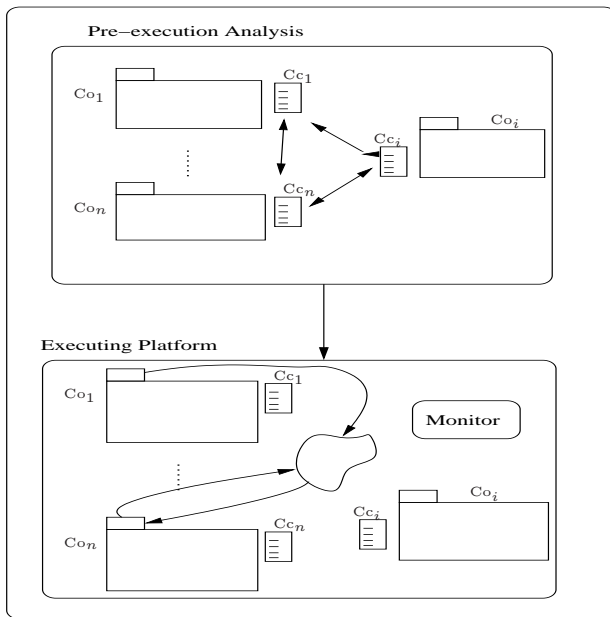 Pre-execution Analysis
Co₁
Cc₁
Coᵢ
Ccᵢ
Coₙ
Ccₙ
Executing Platform
Co₁
Cc₁
Monitor
Coₙ
Ccₙ
Ccᵢ
Coᵢ